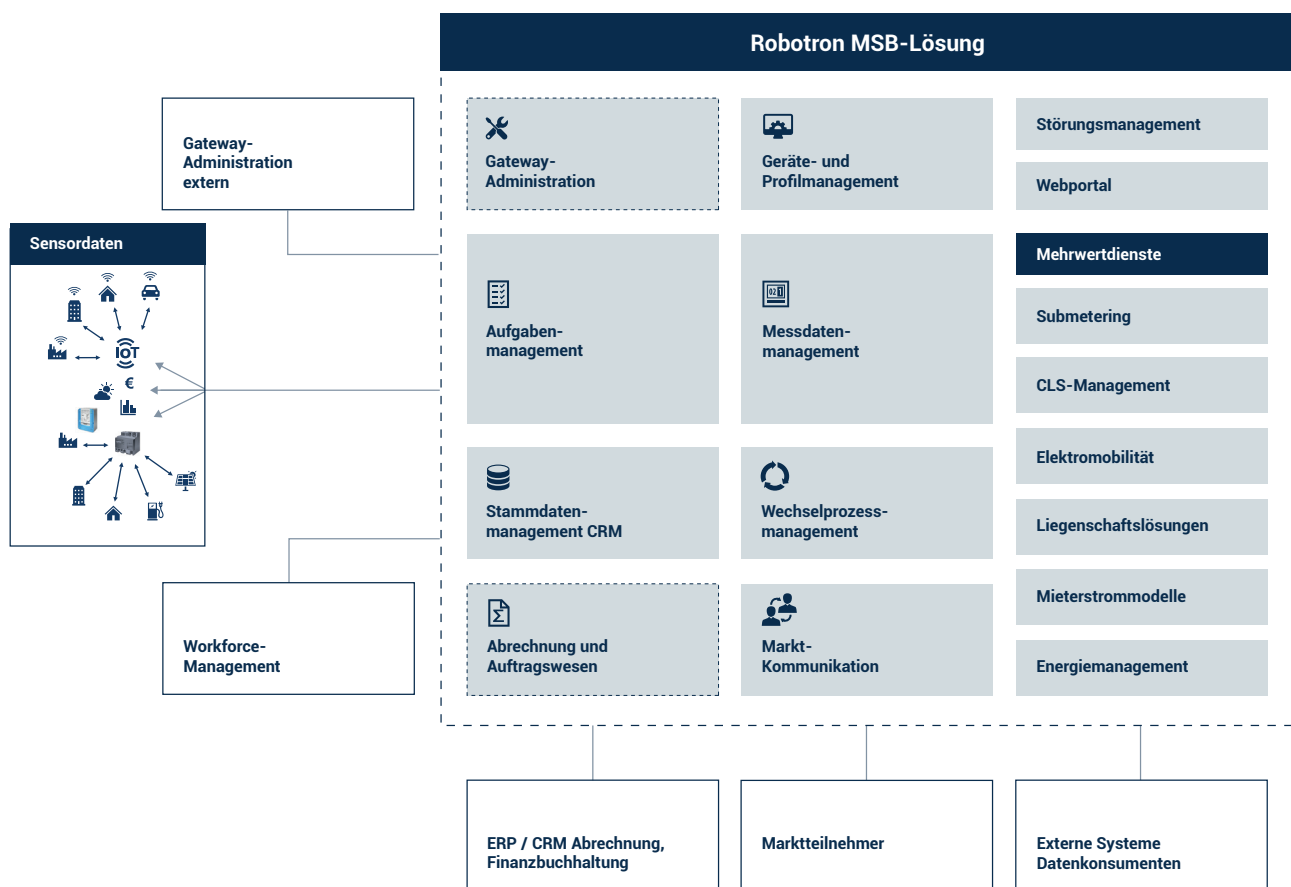 Robotron MSB-Lösung
Gateway-
Administration
extern
Gateway-
Administration
Geräte- und
Profilmanagement
Störungsmanagement
Webportal
Sensordaten
IoT
€
Aufgaben-
management
02 1
Messdaten-
management
Mehrwertdienste
Submetering
CLS-Management
Elektromobilität
Liegenschaftslösungen
Mieterstrommodelle
Energiemanagement
Stammdaten-
management CRM
Wechselprozess-
management
Workforce-
Management
Σ
Abrechnung und
Auftragswesen
Markt-
Kommunikation
ERP / CRM Abrechnung,
Finanzbuchhaltung
Marktteilnehmer
Externe Systeme
Datenkonsumenten